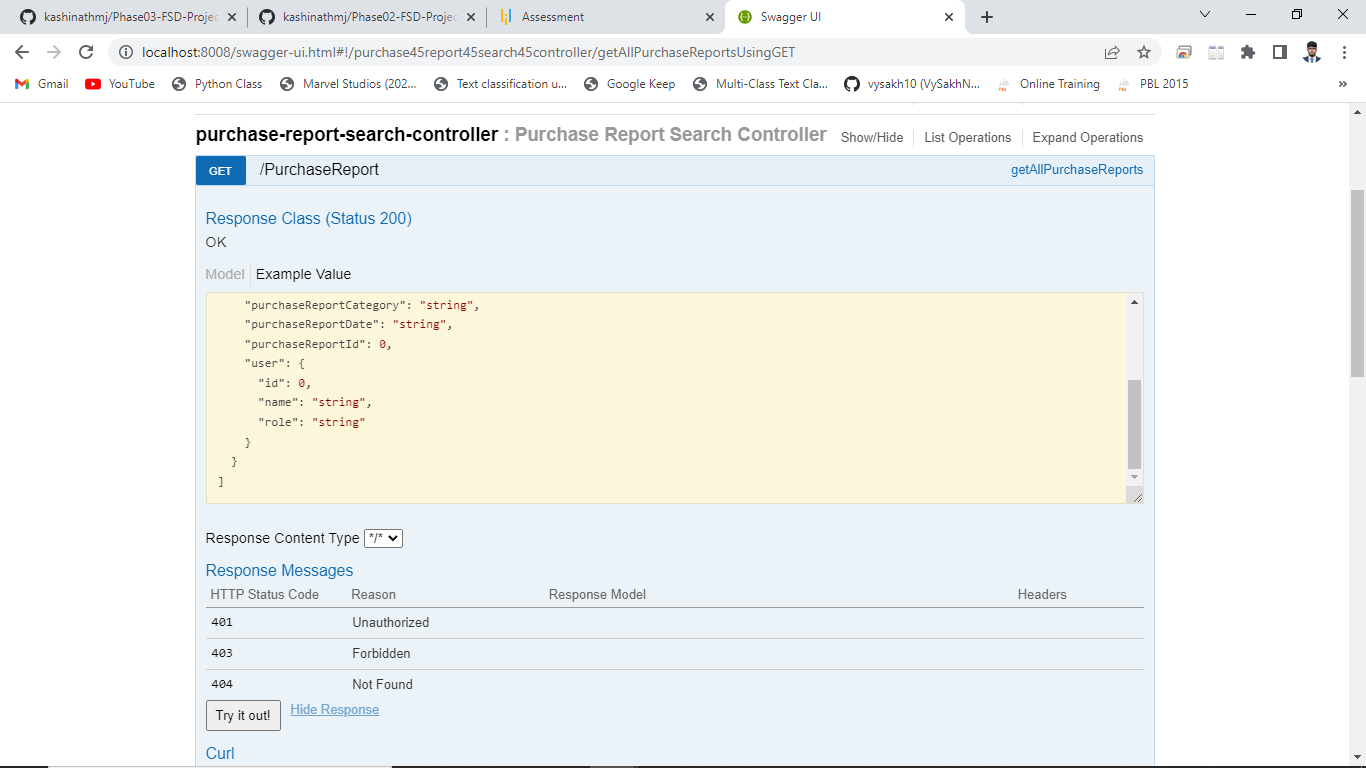 kashinathmj/Phase03-FSD-Projec
kashinathmj/Phase02-FSD-Projec
Assessment
Swagger UI
localhost:8008/swagger-ui.html#!/purchase45report45search45controller/getAllPurchaseReportsUsingGET
Gmail
YouTube
Python Class
Marvel Studios (202...
Text classification u...
Google Keep
Multi-Class Text Cla...
vysakh10 (VySakhN...
PBL
Online Training
PBL
PBL 2015
»
purchase-report-search-controller : Purchase Report Search Controller
Show/Hide
List Operations
Expand Operations
GET
/PurchaseReport
getAllPurchaseReports
Response Class (Status 200)
OK
Model
Example Value
"purchaseReportCategory": "string",
"purchaseReportDate": "string",
"purchaseReportId": 0,
"user": {
"id": 0,
"name": "string",
"role": "string"
}
}
]
Response Content Type */*
Response Messages
HTTP Status Code
Reason
Response Model
Headers
401
Unauthorized
403
Forbidden
404
Not Found
Try it out!
Hide Response
Curl